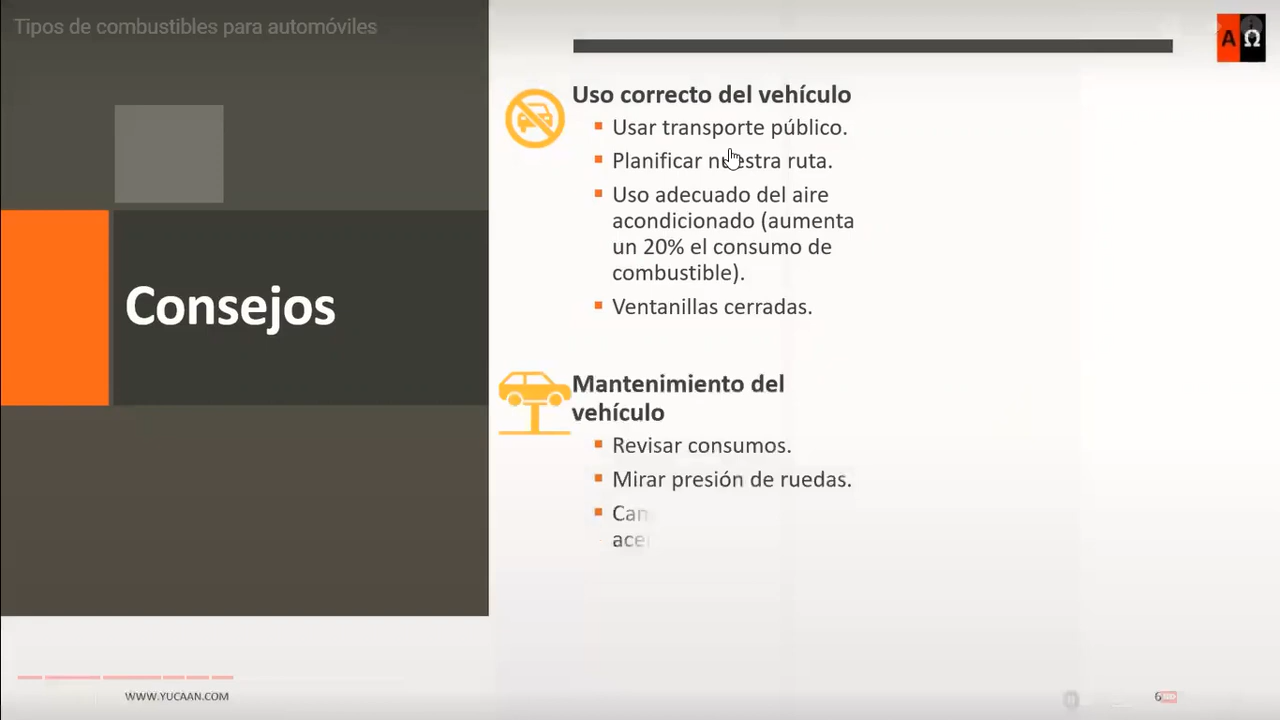 Tipos de combustibles para automóviles
A Ω
Uso correcto del vehículo
Usar transporte público.
Planificar nuestra ruta.
Uso adecuado del aire
acondicionado (aumenta
un 20% el consumo de
combustible).
Ventanillas cerradas.
Consejos
Mantenimiento del
vehículo
Revisar consumos.
Mirar presión de ruedas.
WWW.YUCAAN.COM
6